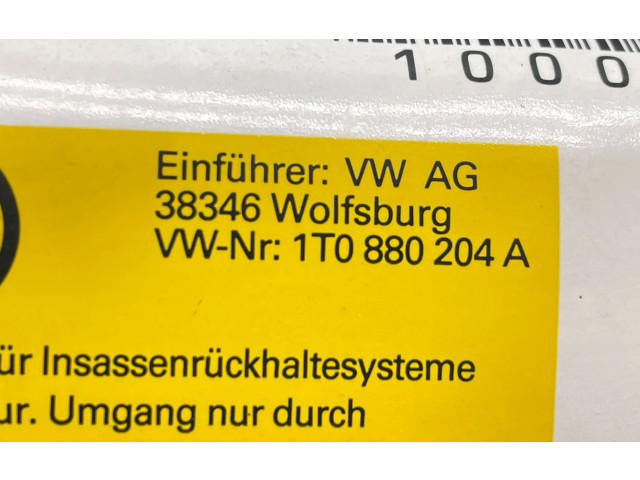 1000
Einführer: VW AG
38346 Wolfsburg
VW-Nr: 1T0 880 204 A
ür Insassenrückhaltesysteme
ur. Umgang nur durch